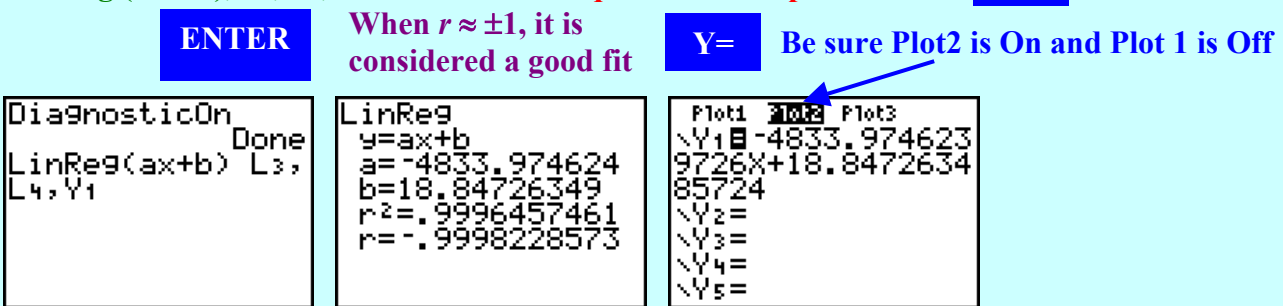 ENTER
When r ≈ ±1, it is
considered a good fit
Y=
Be sure Plot2 is On and Plot 1 is Off
DiagnosticOn
Done
LinReg(ax+b) L₃,
L₄,Y₁
LinReg
y=ax+b
a=-4833.974624
b=18.84726349
r²=.9996457461
r=-.9998228573
Plot1 Plot2 Plot3
\Y₁=-4833.974623
9726X+18.8472634
85724
\Y₂=
\Y₃=
\Y₄=
\Y₅=